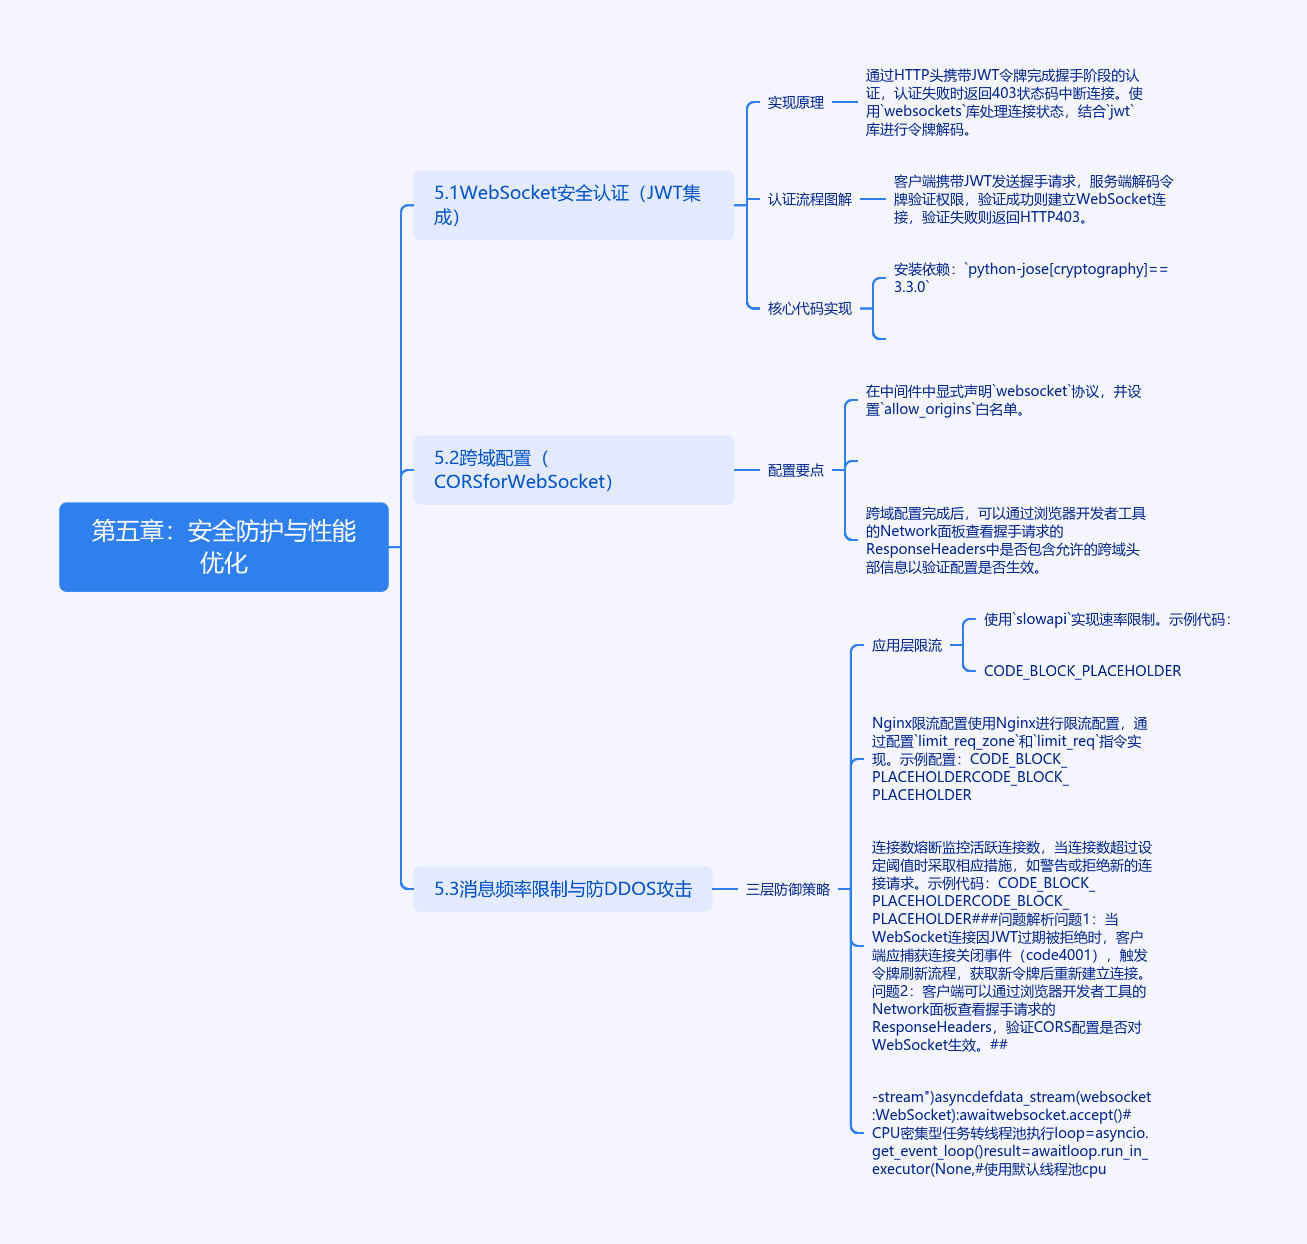 第五章：安全防护与性能
优化
5.1WebSocket安全认证（JWT集
成）
实现原理
通过HTTP头携带JWT令牌完成握手阶段的认
证，认证失败时返回403状态码中断连接。使
用`websockets`库处理连接状态，结合`jwt`
库进行令牌解码。
认证流程图解
客户端携带JWT发送握手请求，服务端解码令
牌验证权限，验证成功则建立WebSocket连
接，验证失败则返回HTTP403。
核心代码实现
安装依赖：`python-jose[cryptography]==
3.3.0`
5.2跨域配置（
CORSforWebSocket）
配置要点
在中间件中显式声明`websocket`协议，并设
置`allow_origins`白名单。
跨域配置完成后，可以通过浏览器开发者工具
的Network面板查看握手请求的
ResponseHeaders中是否包含允许的跨域头
部信息以验证配置是否生效。
5.3消息频率限制与防DDOS攻击
三层防御策略
应用层限流
使用`slowapi`实现速率限制。示例代码：
CODE_BLOCK_PLACEHOLDER
Nginx限流配置使用Nginx进行限流配置，通
过配置`limit_req_zone`和`limit_req`指令实
现。示例配置：CODE_BLOCK_
PLACEHOLDERCODE_BLOCK_
PLACEHOLDER
连接数熔断监控活跃连接数，当连接数超过设
定阈值时采取相应措施，如警告或拒绝新的连
接请求。示例代码：CODE_BLOCK_
PLACEHOLDERCODE_BLOCK_
PLACEHOLDER###问题解析问题1：当
WebSocket连接因JWT过期被拒绝时，客户
端应捕获连接关闭事件（code4001），触发
令牌刷新流程，获取新令牌后重新建立连接。
问题2：客户端可以通过浏览器开发者工具的
Network面板查看握手请求的
ResponseHeaders，验证CORS配置是否对
WebSocket生效。##
-stream")asyncdefdata_stream(websocket
:WebSocket):awaitwebsocket.accept()#
CPU密集型任务转线程池执行loop=asyncio.
get_event_loop()result=awaitloop.run_in_
executor(None,#使用默认线程池cpu